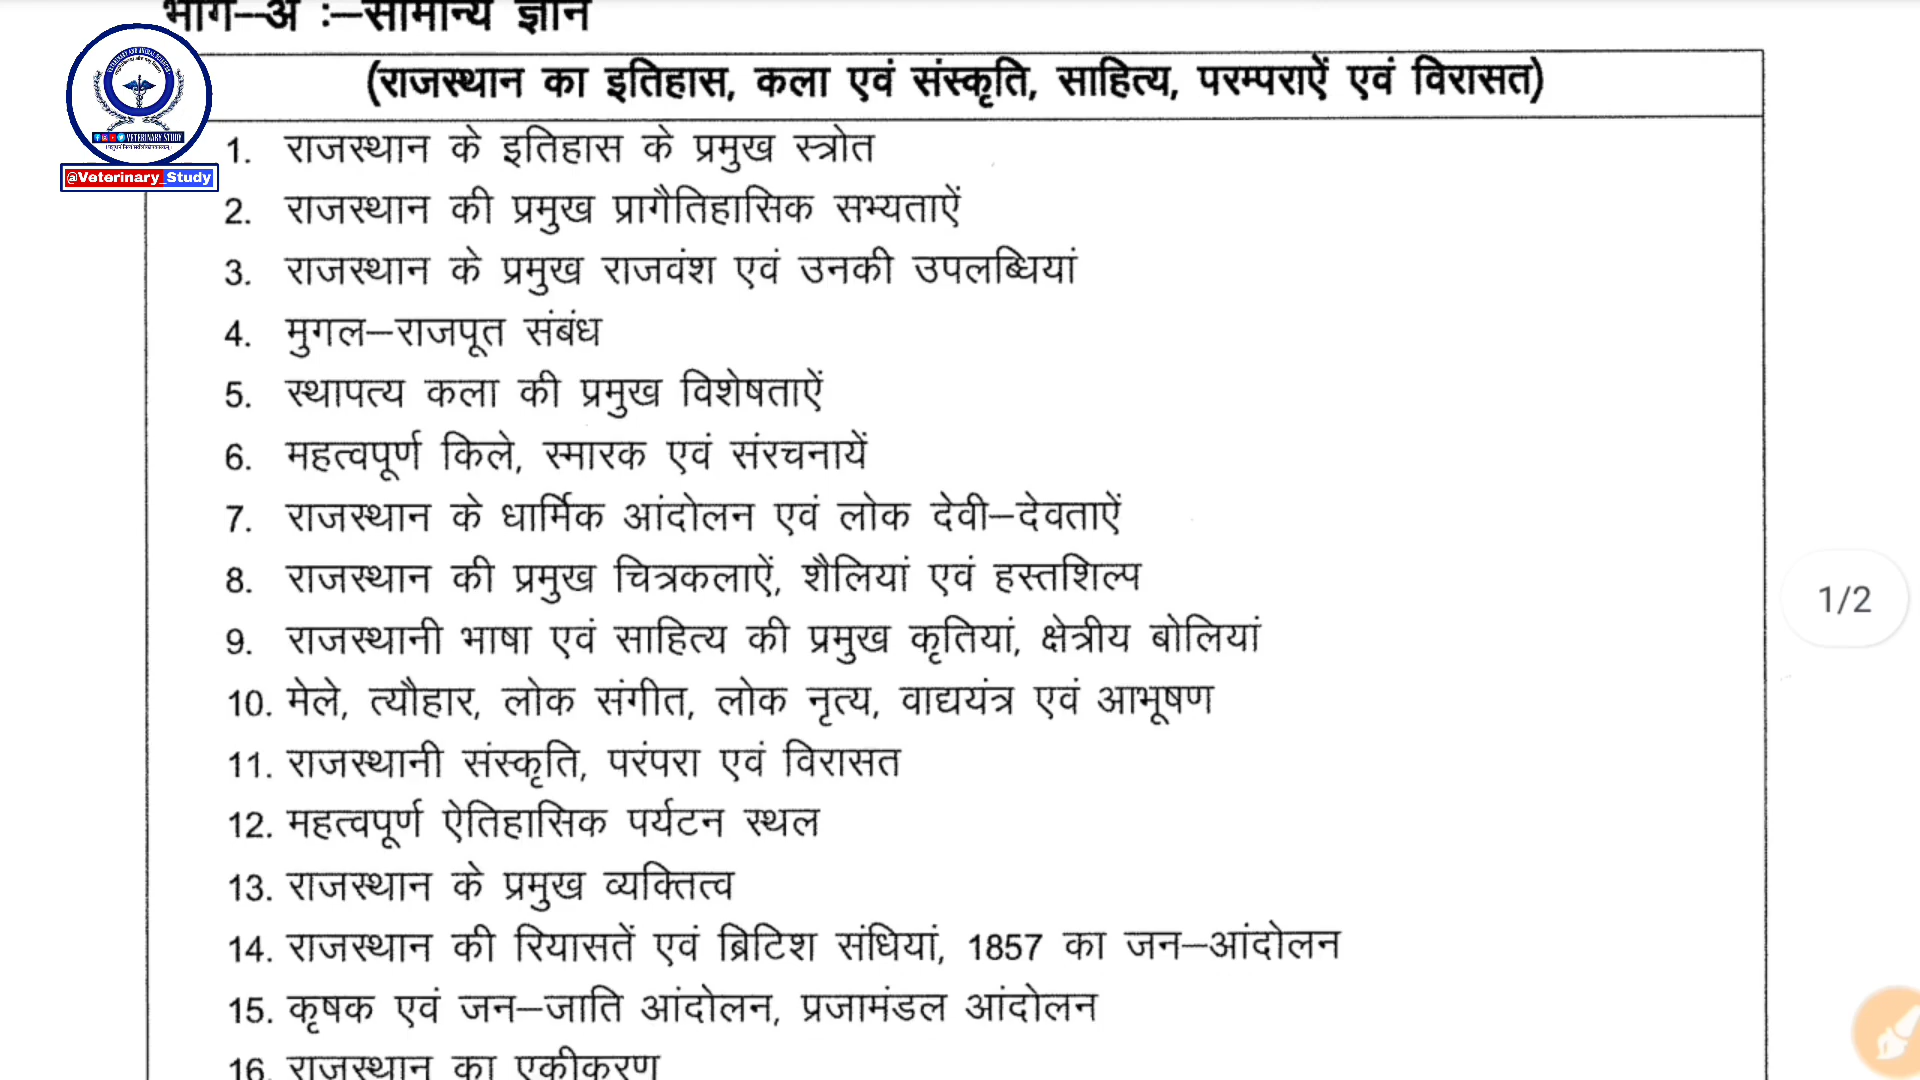 भाग–अ :–सामान्य ज्ञान
(राजस्थान का इतिहास, कला एवं संस्कृति, साहित्य, परम्पराऐं एवं विरासत)
VETERINARY STUDY
@Veterinary_Study
1. राजस्थान के इतिहास के प्रमुख स्त्रोत
2. राजस्थान की प्रमुख प्रागैतिहासिक सभ्यताऐं
3. राजस्थान के प्रमुख राजवंश एवं उनकी उपलब्धियां
4. मुगल–राजपूत संबंध
5. स्थापत्य कला की प्रमुख विशेषताऐं
6. महत्वपूर्ण किले, स्मारक एवं संरचनायें
7. राजस्थान के धार्मिक आंदोलन एवं लोक देवी–देवताऐं
8. राजस्थान की प्रमुख चित्रकलाऐं, शैलियां एवं हस्तशिल्प
9. राजस्थानी भाषा एवं साहित्य की प्रमुख कृतियां, क्षेत्रीय बोलियां
1/2
10. मेले, त्यौहार, लोक संगीत, लोक नृत्य, वाद्ययंत्र एवं आभूषण
11. राजस्थानी संस्कृति, परंपरा एवं विरासत
12. महत्वपूर्ण ऐतिहासिक पर्यटन स्थल
13. राजस्थान के प्रमुख व्यक्तित्व
14. राजस्थान की रियासतें एवं ब्रिटिश संधियां, 1857 का जन–आंदोलन
15. कृषक एवं जन–जाति आंदोलन, प्रजामंडल आंदोलन
16. राजस्थान का एकीकरण